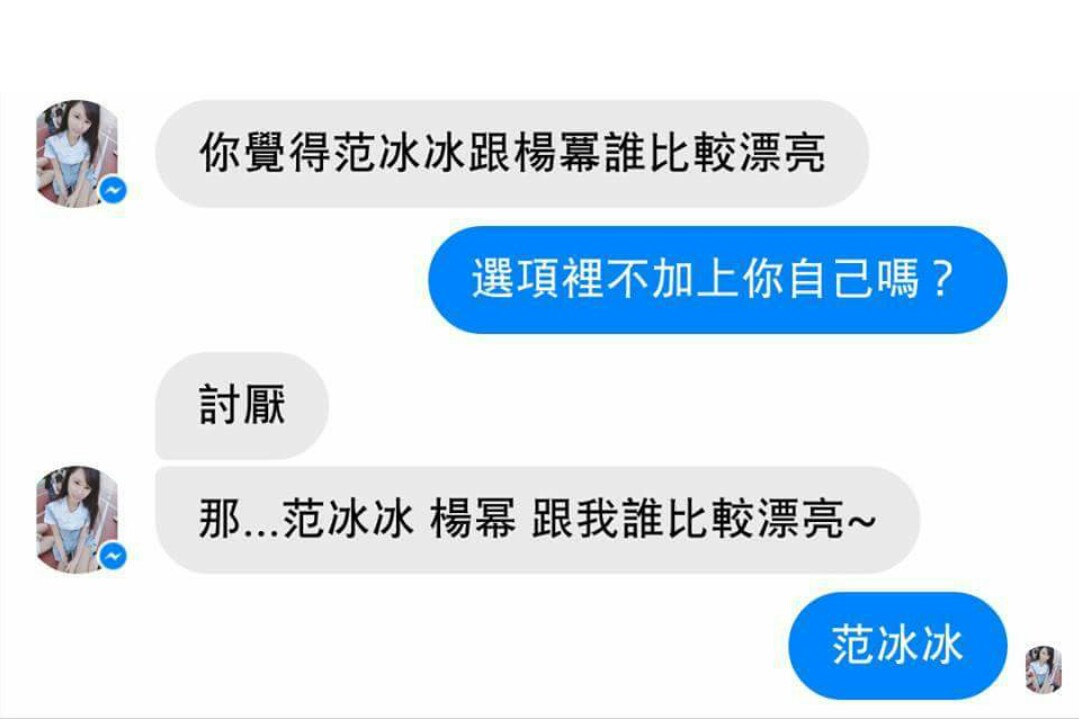 你覺得范冰冰跟楊冪誰比較漂亮
選項裡不加上你自己嗎？
討厭
那...范冰冰 楊冪 跟我誰比較漂亮~
范冰冰